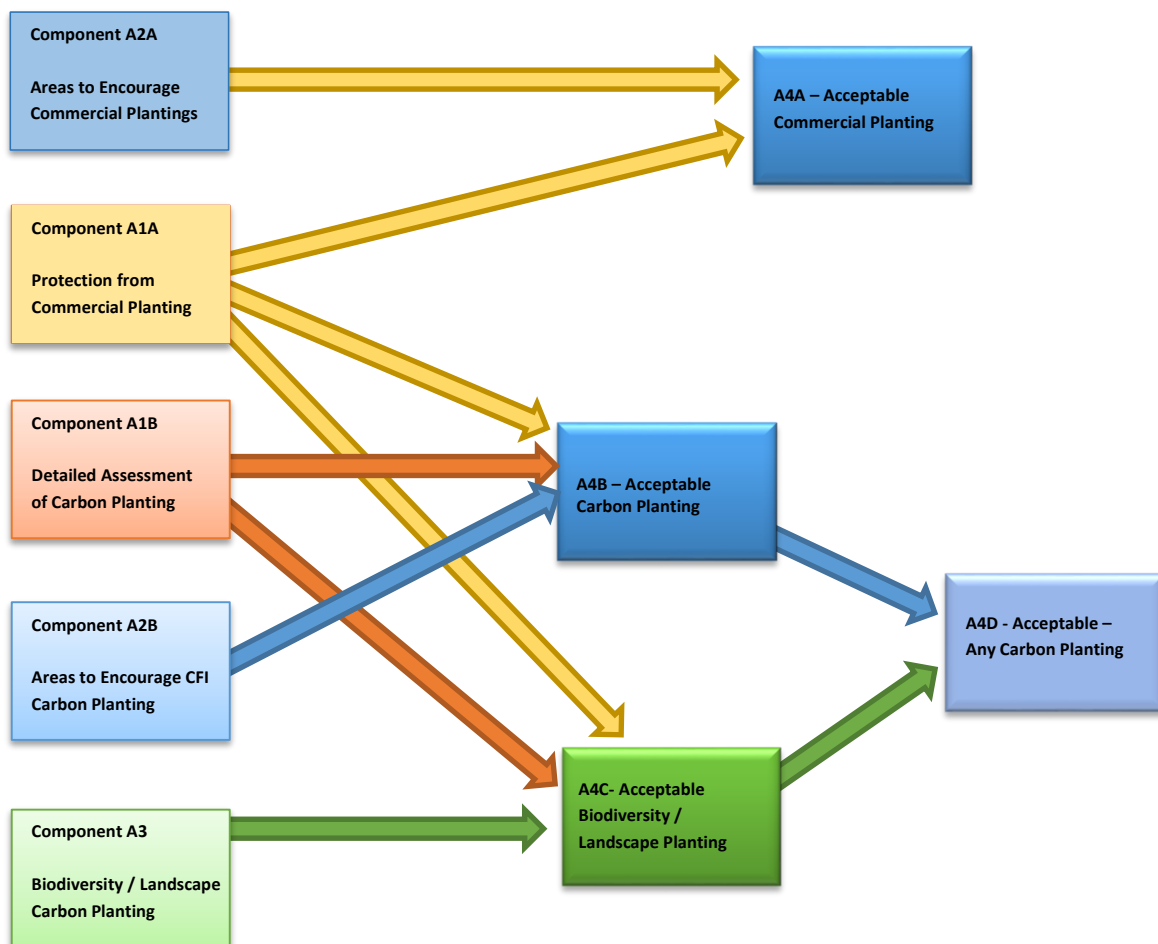 Component A2A
Areas to Encourage
Commercial Plantings
A4A – Acceptable
Commercial Planting
Component A1A
Protection from
Commercial Planting
Component A1B
Detailed Assessment
of Carbon Planting
A4B – Acceptable
Carbon Planting
Component A2B
Areas to Encourage CFI
Carbon Planting
A4D - Acceptable –
Any Carbon Planting
A4C- Acceptable
Biodiversity /
Landscape Planting
Component A3
Biodiversity / Landscape
Carbon Planting